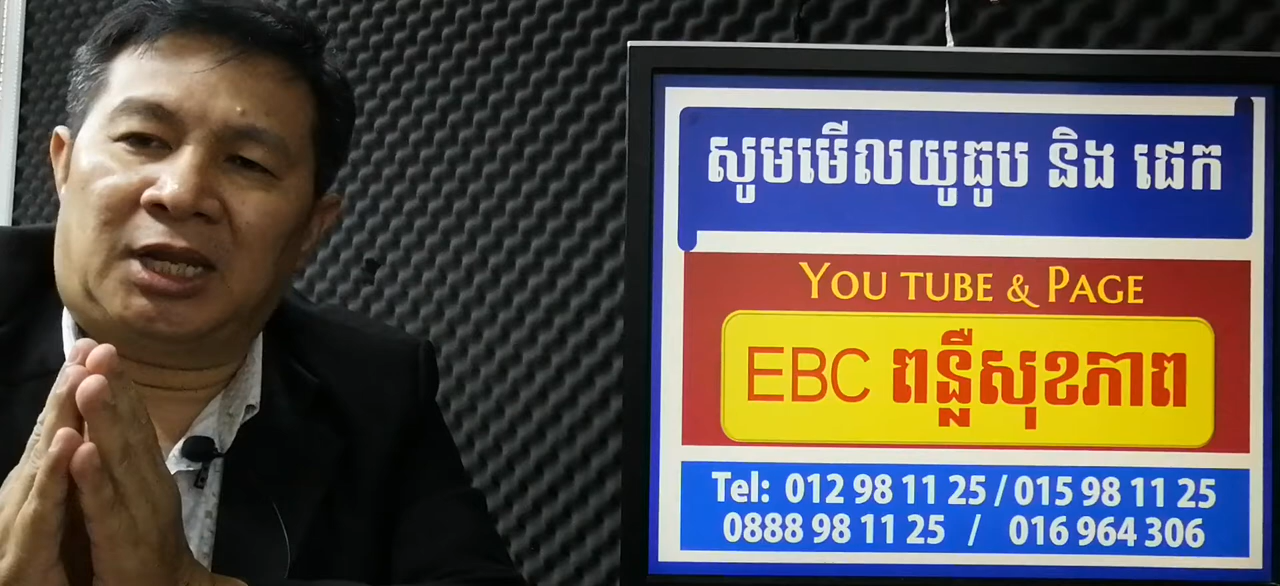 សូមមើលយូធូប និង ផេក
YOU TUBE & PAGE
EBC ពន្លឺសុខភាព
Tel: 012 98 11 25 / 015 98 11 25
0888 98 11 25 / 016 964 306